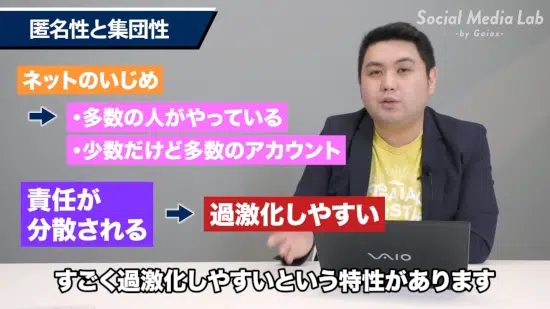 匿名性と集団性
Social Media Lab
-by Gaiax-
ネットのいじめ
・多数の人がやっている
・少数だけど多数のアカウント
責任が
分散される
過激化しやすい
VAIO
すごく過激化しやすいという特性があります